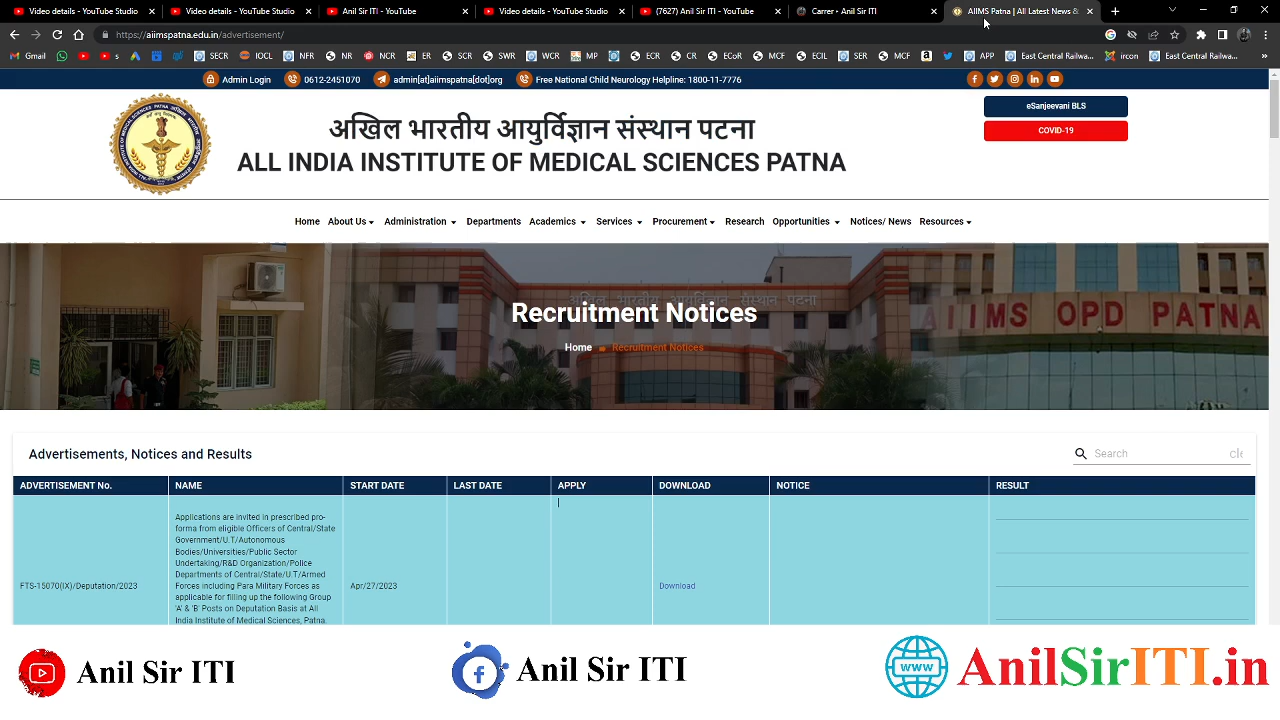 Video details - YouTube Studio
Video details - YouTube Studio
Anil Sir ITI - YouTube
Video details - YouTube Studio
(7627) Anil Sir ITI - YouTube
Carrer • Anil Sir ITI
AIIMS Patna | All Latest News &
https://aiimspatna.edu.in/advertisement/
Gmail s SECR IOCL NFR NR NCR ER SCR SWR WCR MP ECR CR ECoR MCF ECIL SER MCF APP East Central Railwa... ircon East Central Railwa... »
Admin Login 0612-2451070 admin[at]aiimspatna[dot]org Free National Child Neurology Helpline: 1800-11-7776
eSanjeevani BLS
COVID-19
अखिल भारतीय आयुर्विज्ञान संस्थान पटना
ALL INDIA INSTITUTE OF MEDICAL SCIENCES PATNA
Home About Us Administration Departments Academics Services Procurement Research Opportunities Notices/ News Resources
अखिल भारतीय आयुर्विज्ञान संस्थान पटना
AIIMS OPD PATNA
Recruitment Notices
Home Recruitment Notices
Advertisements, Notices and Results
Search
ADVERTISEMENT No. NAME START DATE LAST DATE APPLY DOWNLOAD NOTICE RESULT
Applications are invited in prescribed pro-
forma from eligible Officers of Central/State
Government/U.T/Autonomous
Bodies/Universities/Public Sector
Undertaking/R&D Organization/Police
Departments of Central/State/U.T/Armed
Forces including Para Military Forces as
applicable for filling up the following Group
'A' & 'B' Posts on Deputation Basis at All
India Institute of Medical Sciences, Patna.
FTS-15070(IX)/Deputation/2023
Apr/27/2023
Download
Anil Sir ITI
f Anil Sir ITI
www AnilSirITI.in